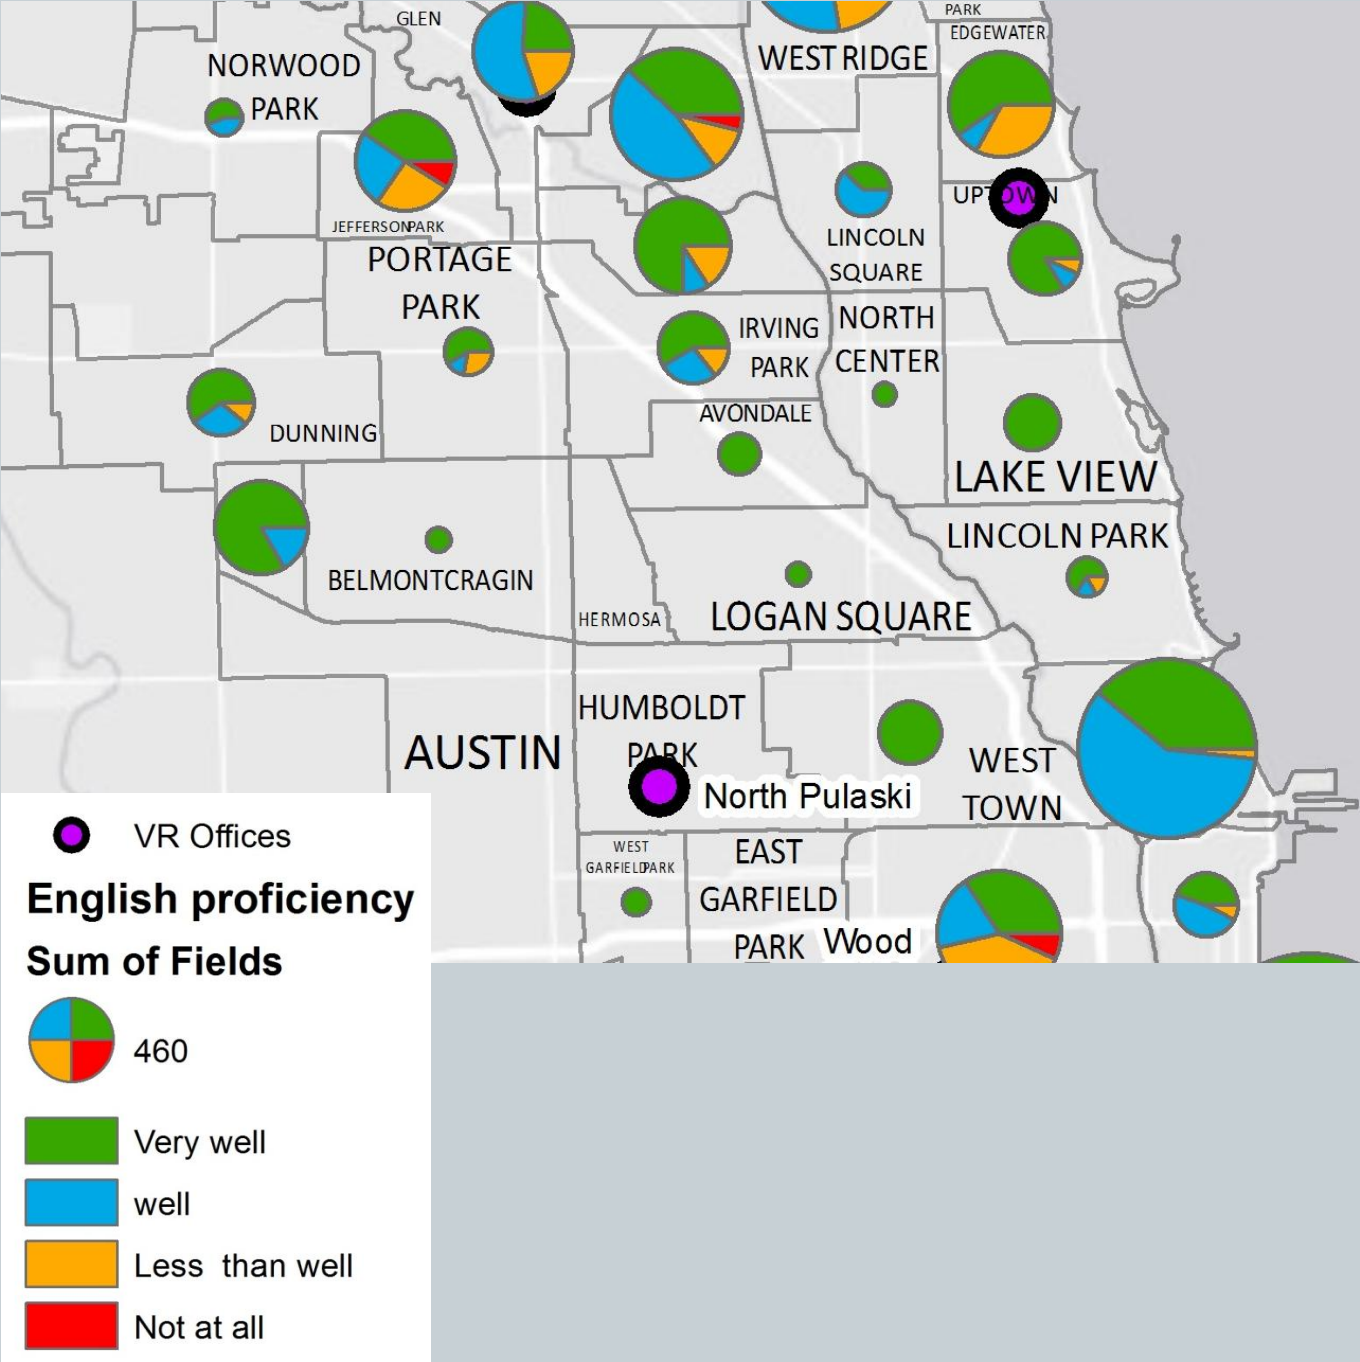 GLEN
PARK
EDGEWATER
NORWOOD
PARK
WEST RIDGE
UPTOWN
JEFFERSON PARK
LINCOLN
SQUARE
PORTAGE
PARK
IRVING
PARK
NORTH
CENTER
AVONDALE
DUNNING
LAKE VIEW
LINCOLN PARK
BELMONT CRAGIN
HERMOSA
LOGAN SQUARE
HUMBOLDT
PARK
AUSTIN
WEST
TOWN
North Pulaski
WEST
GARFIELD PARK
EAST
GARFIELD
PARK
Wood
VR Offices
English proficiency
Sum of Fields
460
Very well
well
Less than well
Not at all